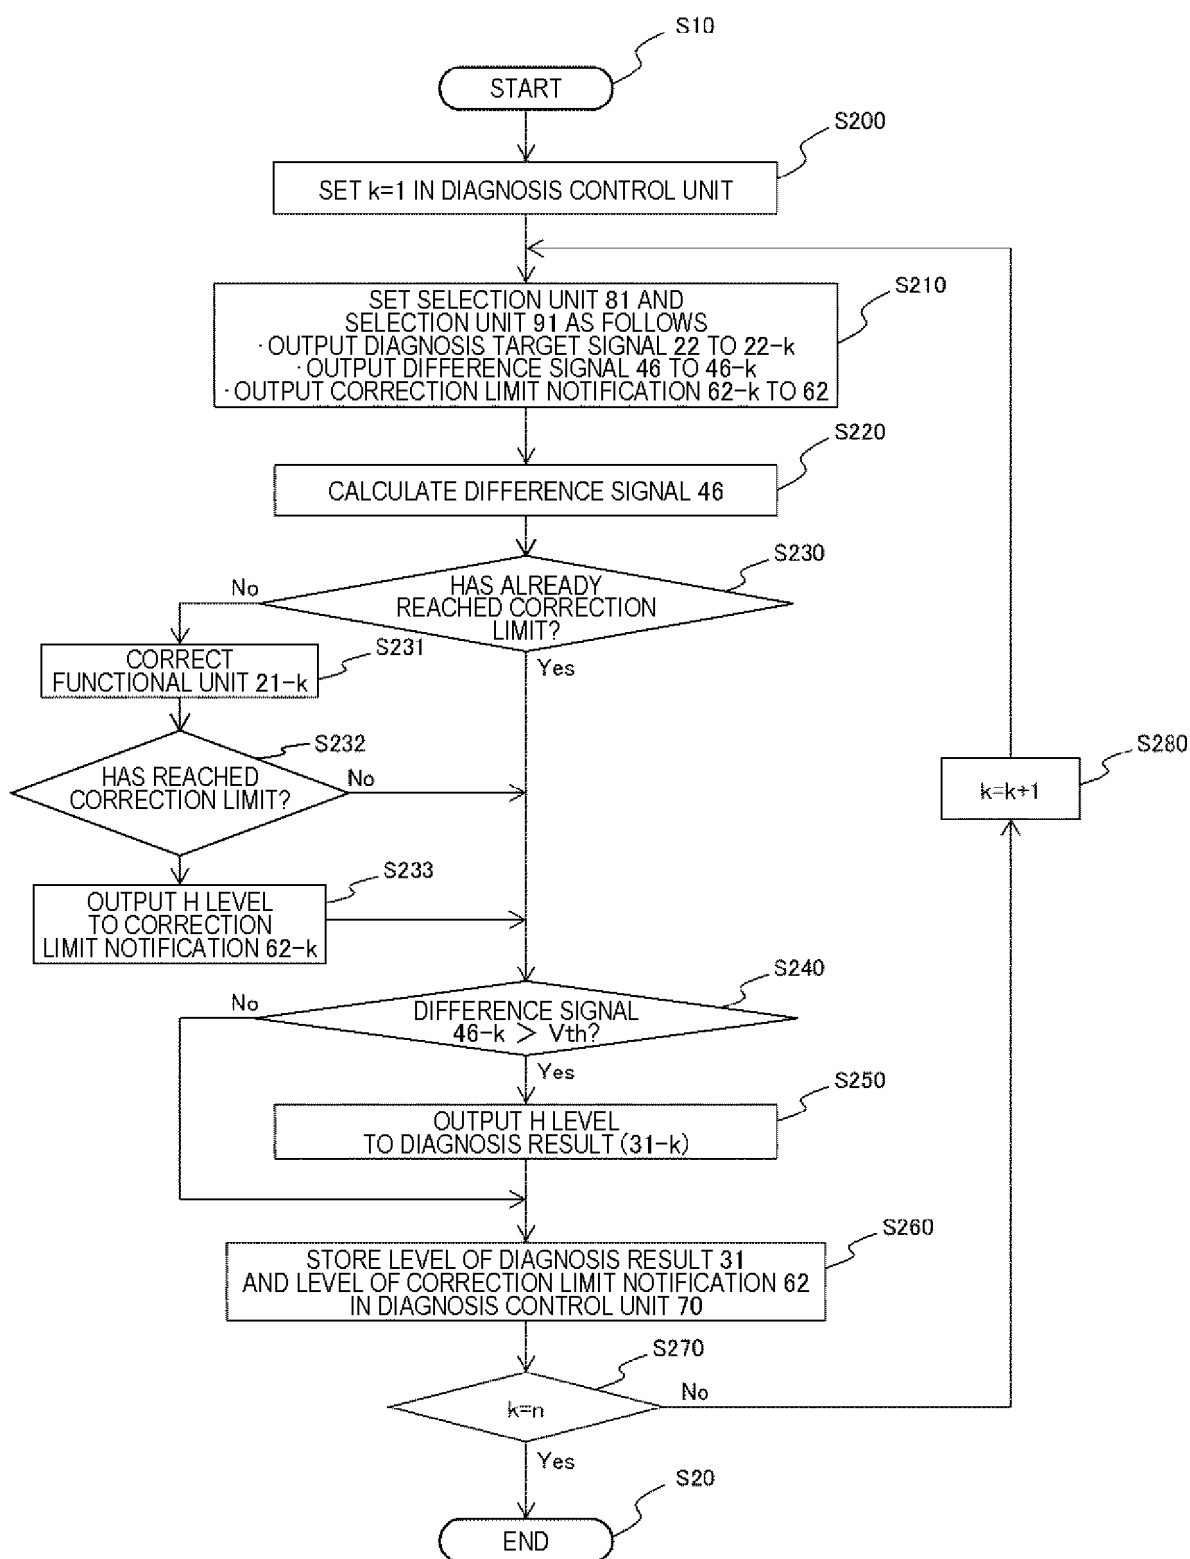 S10
START
S200
SET k=1 IN DIAGNOSIS CONTROL UNIT
S210
SET SELECTION UNIT 81 AND
SELECTION UNIT 91 AS FOLLOWS
·OUTPUT DIAGNOSIS TARGET SIGNAL 22 TO 22-k
·OUTPUT DIFFERENCE SIGNAL 46 TO 46-k
·OUTPUT CORRECTION LIMIT NOTIFICATION 62-k TO 62
S220
CALCULATE DIFFERENCE SIGNAL 46
S230
No
HAS ALREADY
REACHED CORRECTION
LIMIT?
Yes
S231
CORRECT
FUNCTIONAL UNIT 21-k
S232
HAS REACHED
CORRECTION LIMIT?
No
S280
k=k+1
S233
OUTPUT H LEVEL
TO CORRECTION
LIMIT NOTIFICATION 62-k
S240
No
DIFFERENCE SIGNAL
46-k > Vth?
Yes
S250
OUTPUT H LEVEL
TO DIAGNOSIS RESULT (31-k)
S260
STORE LEVEL OF DIAGNOSIS RESULT 31
AND LEVEL OF CORRECTION LIMIT NOTIFICATION 62
IN DIAGNOSIS CONTROL UNIT 70
S270
k=n
No
Yes
S20
END